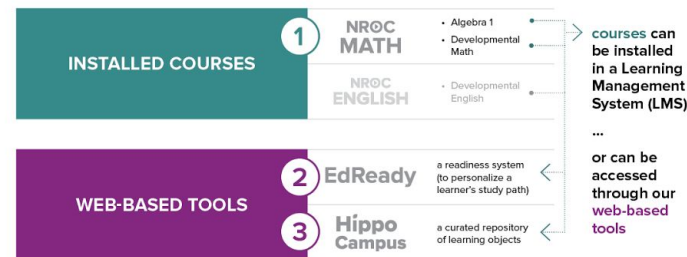 INSTALLED COURSES
1
NROC
MATH
• Algebra 1
• Developmental
Math
NROC
ENGLISH
• Developmental
English
WEB-BASED TOOLS
2
EdReady
a readiness system
(to personalize a
learner's study path)
3
Hippo
Campus
a curated repository
of learning objects
courses can
be installed
in a Learning
Management
System (LMS)
...
or can be
accessed
through our
web-based
tools